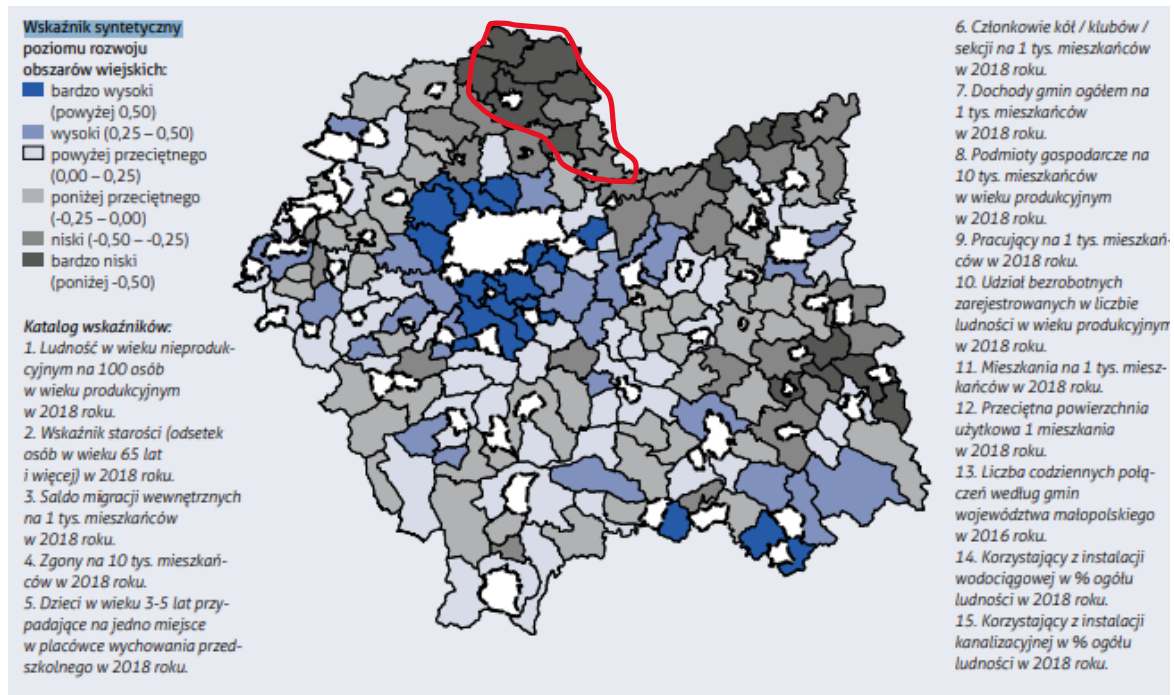 Wskaźnik syntetyczny
poziomu rozwoju
obszarów wiejskich:
bardzo wysoki
(powyżej 0,50)
wysoki (0,25 – 0,50)
powyżej przeciętnego
(0,00 – 0,25)
poniżej przeciętnego
(-0,25 – 0,00)
niski (-0,50 – -0,25)
bardzo niski
(poniżej -0,50)
Katalog wskaźników:
1. Ludność w wieku nieproduk-
cyjnym na 100 osób
w wieku produkcyjnym
w 2018 roku.
2. Wskaźnik starości (odsetek
osób w wieku 65 lat
i więcej) w 2018 roku.
3. Saldo migracji wewnętrznych
na 1 tys. mieszkańców
w 2018 roku.
4. Zgony na 10 tys. mieszkań-
ców w 2018 roku.
5. Dzieci w wieku 3-5 lat przy-
padające na jedno miejsce
w placówce wychowania przed-
szkolnego w 2018 roku.
6. Członkowie kół / klubów /
sekcji na 1 tys. mieszkańców
w 2018 roku.
7. Dochody gmin ogółem na
1 tys. mieszkańców
w 2018 roku.
8. Podmioty gospodarcze na
10 tys. mieszkańców
w wieku produkcyjnym
w 2018 roku.
9. Pracujący na 1 tys. mieszkań-
ców w 2018 roku.
10. Udział bezrobotnych
zarejestrowanych w liczbie
ludności w wieku produkcyjnym
w 2018 roku.
11. Mieszkania na 1 tys. miesz-
kańców w 2018 roku.
12. Przeciętna powierzchnia
użytkowa 1 mieszkania
w 2018 roku.
13. Liczba codziennych połą-
czeń według gmin
województwa małopolskiego
w 2016 roku.
14. Korzystający z instalacji
wodociągowej w % ogółu
ludności w 2018 roku.
15. Korzystający z instalacji
kanalizacyjnej w % ogółu
ludności w 2018 roku.